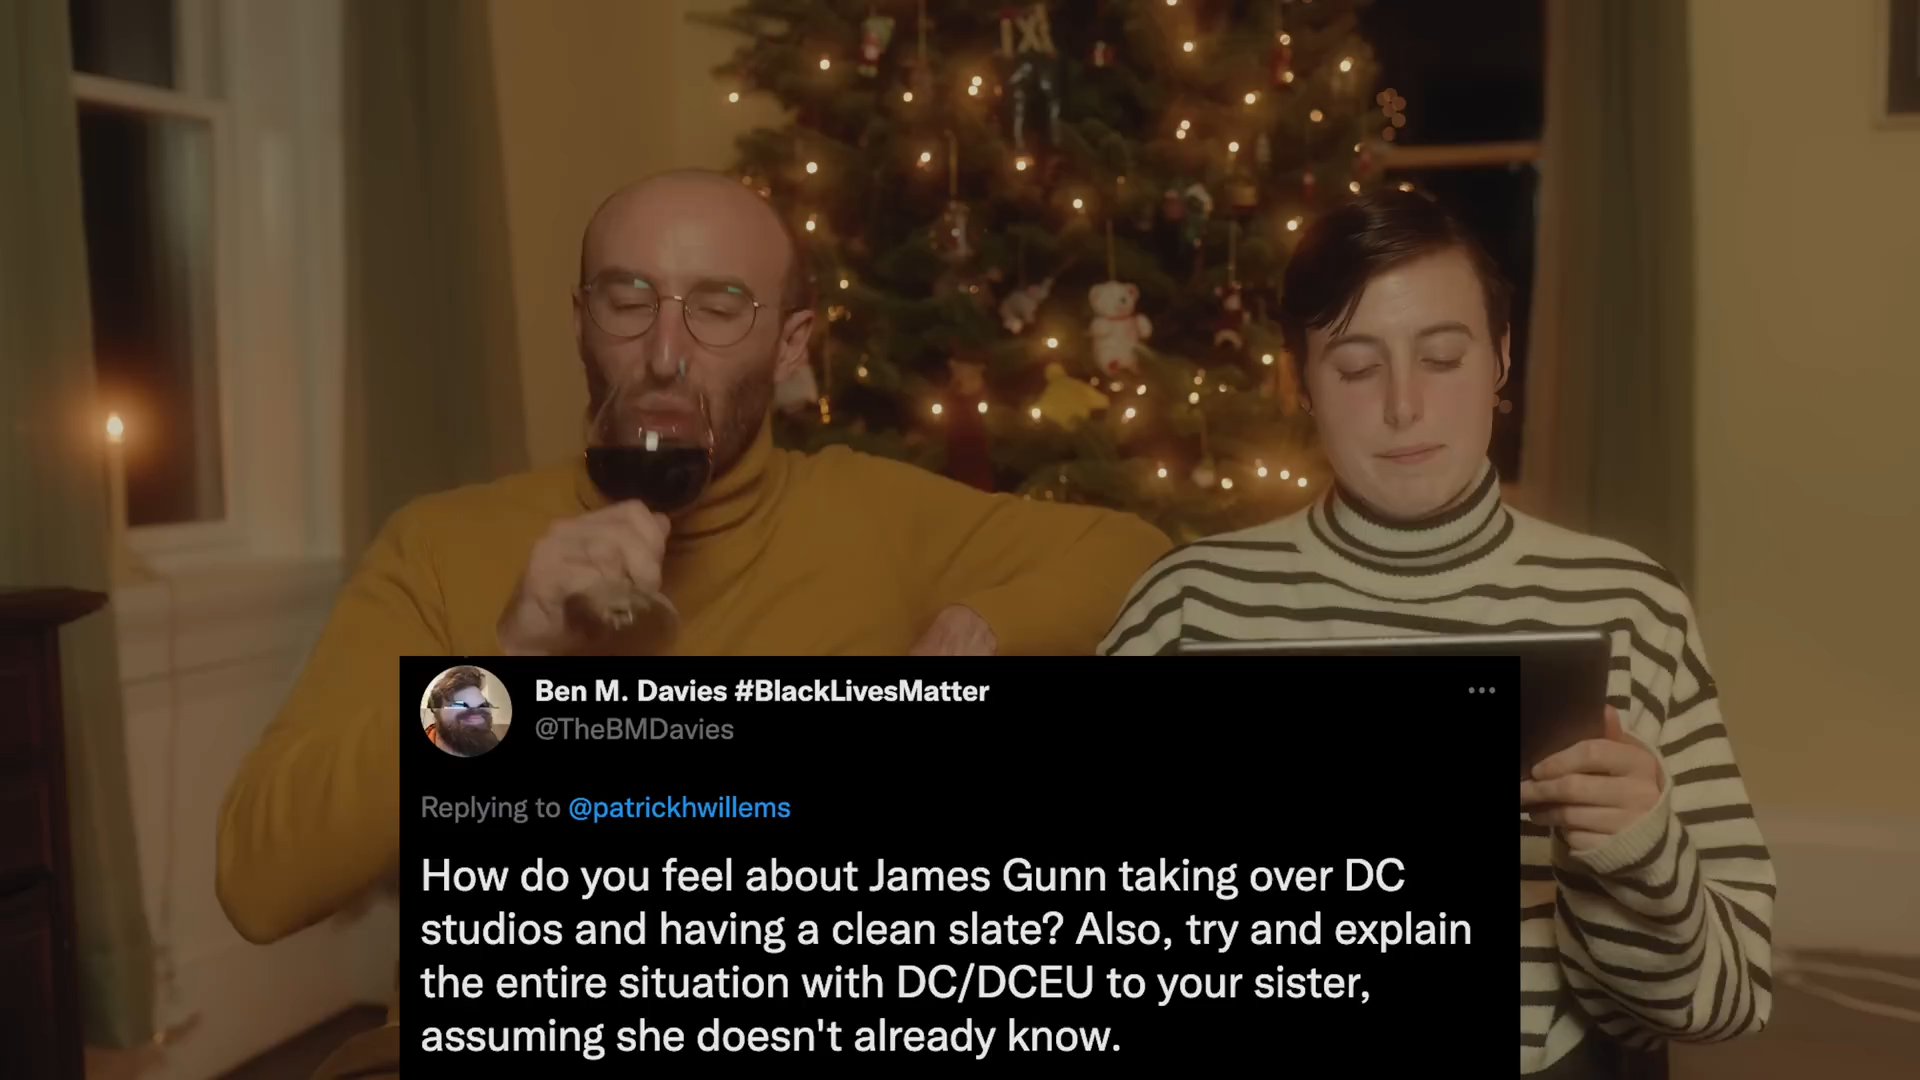 Ben M. Davies #BlackLivesMatter
@TheBMDavies
Replying to @patrickhwillems
How do you feel about James Gunn taking over DC
studios and having a clean slate? Also, try and explain
the entire situation with DC/DCEU to your sister,
assuming she doesn't already know.